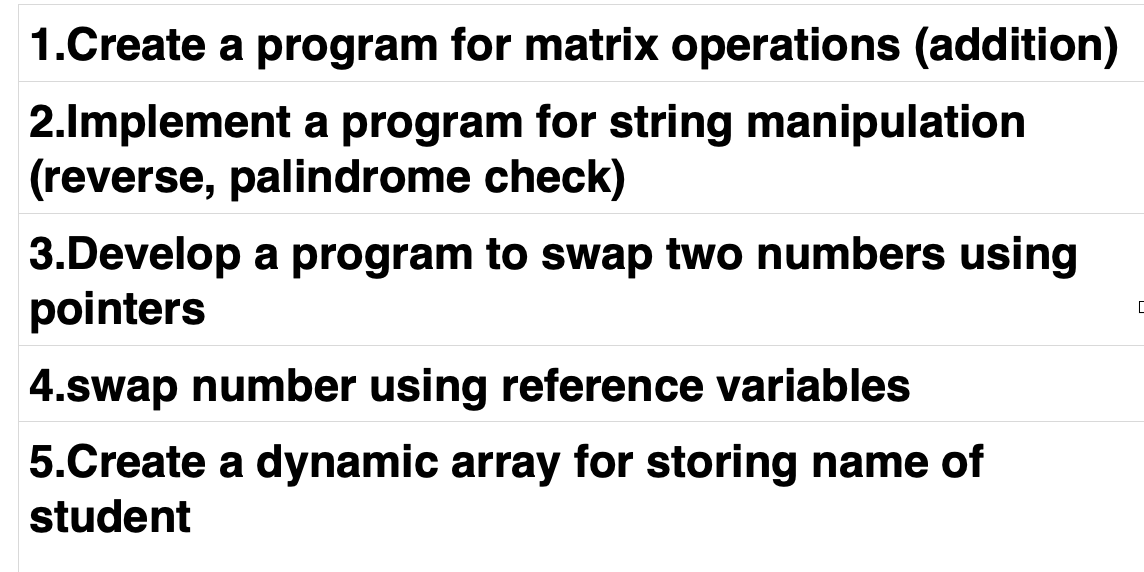 1.Create a program for matrix operations (addition)
2.Implement a program for string manipulation
(reverse, palindrome check)
3.Develop a program to swap two numbers using
pointers
4.swap number using reference variables
5.Create a dynamic array for storing name of
student